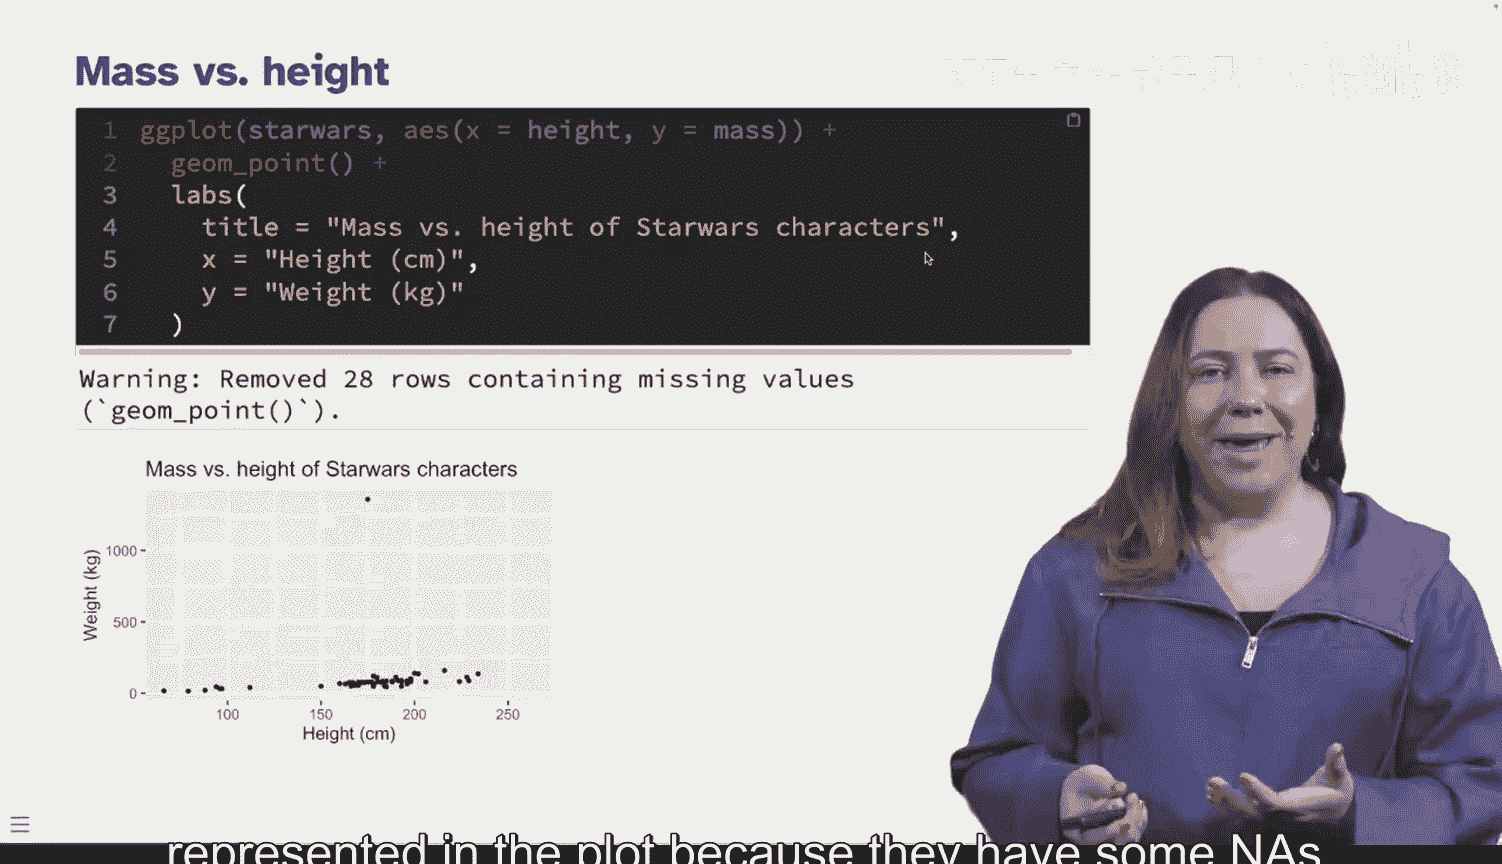 Mass vs. height
1 ggplot(starwars, aes(x = height, y = mass)) +
2 geom_point() +
3 labs(
4 title = "Mass vs. height of Starwars characters",
5 x = "Height (cm)",
6 y = "Weight (kg)"
7 )
Warning: Removed 28 rows containing missing values
(`geom_point()`).
Mass vs. height of Starwars characters
Weight (kg)
1000
500
0
100 150 200 250
Height (cm)
represented in the plot because they have some NAs